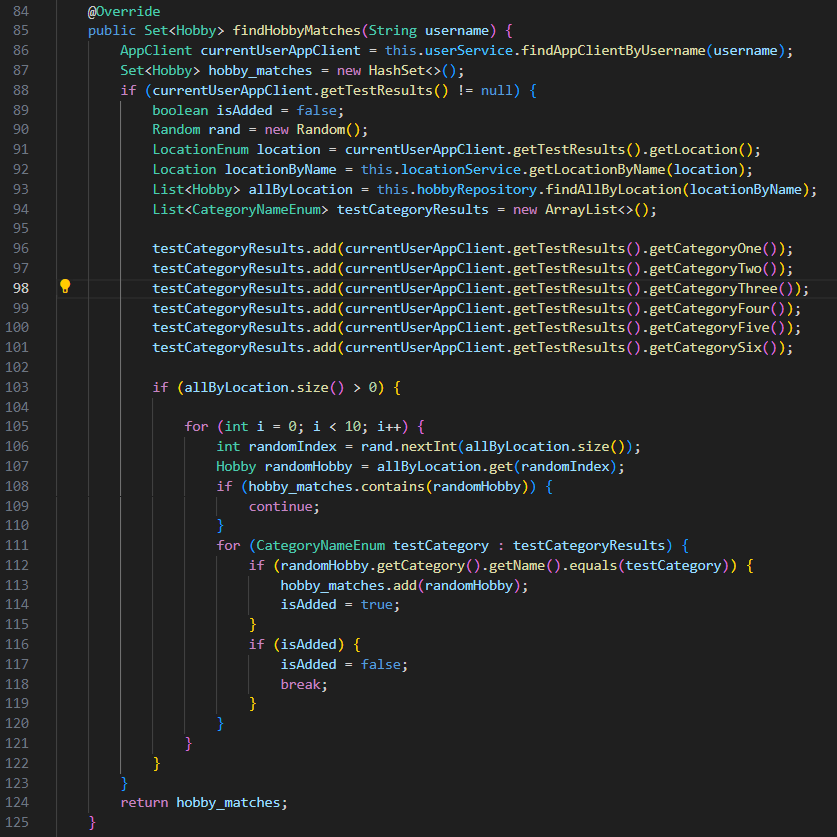 84 @Override
85 public Set<Hobby> findHobbyMatches(String username) {
86 AppClient currentUserAppClient = this.userService.findAppClientByUsername(username);
87 Set<Hobby> hobby_matches = new HashSet<>();
88 if (currentUserAppClient.getTestResults() != null) {
89 boolean isAdded = false;
90 Random rand = new Random();
91 LocationEnum location = currentUserAppClient.getTestResults().getLocation();
92 Location locationByName = this.locationService.getLocationByName(location);
93 List<Hobby> allByLocation = this.hobbyRepository.findAllByLocation(locationByName);
94 List<CategoryNameEnum> testCategoryResults = new ArrayList<>();
95
96 testCategoryResults.add(currentUserAppClient.getTestResults().getCategoryOne());
97 testCategoryResults.add(currentUserAppClient.getTestResults().getCategoryTwo());
98 testCategoryResults.add(currentUserAppClient.getTestResults().getCategoryThree());
99 testCategoryResults.add(currentUserAppClient.getTestResults().getCategoryFour());
100 testCategoryResults.add(currentUserAppClient.getTestResults().getCategoryFive());
101 testCategoryResults.add(currentUserAppClient.getTestResults().getCategorySix());
102
103 if (allByLocation.size() > 0) {
104
105 for (int i = 0; i < 10; i++) {
106 int randomIndex = rand.nextInt(allByLocation.size());
107 Hobby randomHobby = allByLocation.get(randomIndex);
108 if (hobby_matches.contains(randomHobby)) {
109 continue;
110 }
111 for (CategoryNameEnum testCategory : testCategoryResults) {
112 if (randomHobby.getCategory().getName().equals(testCategory)) {
113 hobby_matches.add(randomHobby);
114 isAdded = true;
115 }
116 if (isAdded) {
117 isAdded = false;
118 break;
119 }
120 }
121 }
122 }
123 }
124 return hobby_matches;
125 }